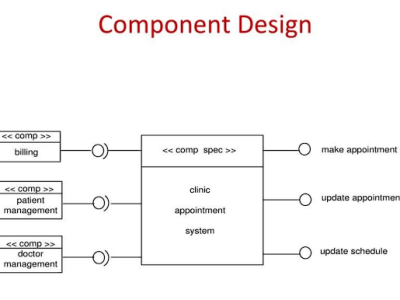 Component Design
<< comp >>
billing
<< comp spec >>
make appointment
<< comp >>
patient
management
clinic
appointment
system
update appointmen
<< comp >>
doctor
management
update schedule